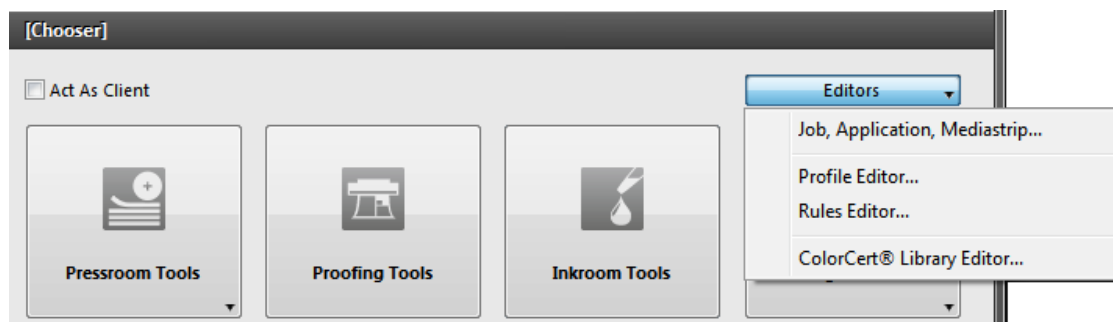 [Chooser]
Act As Client
Editors
Job, Application, Mediastrip...
Profile Editor...
Rules Editor...
ColorCert® Library Editor...
Pressroom Tools
Proofing Tools
Inkroom Tools